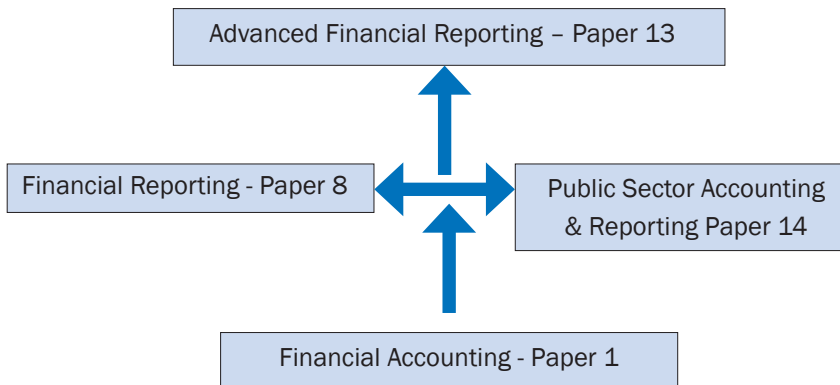 Advanced Financial Reporting – Paper 13
Financial Reporting - Paper 8
Public Sector Accounting
& Reporting Paper 14
Financial Accounting - Paper 1